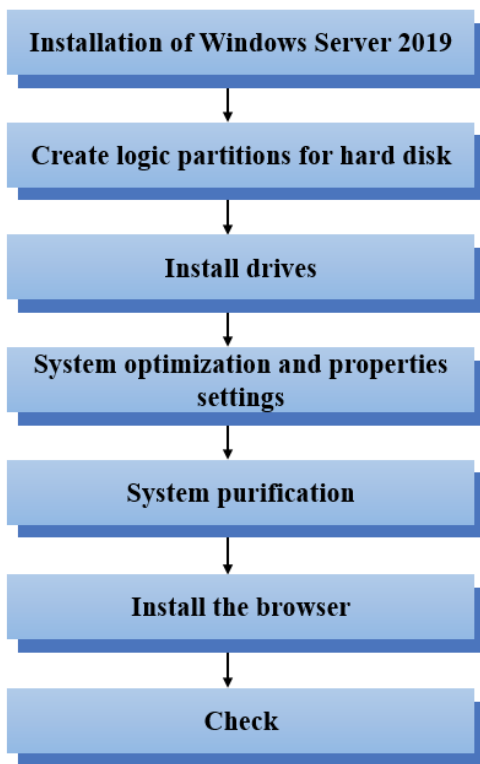 Installation of Windows Server 2019
Create logic partitions for hard disk
Install drives
System optimization and properties
settings
System purification
Install the browser
Check